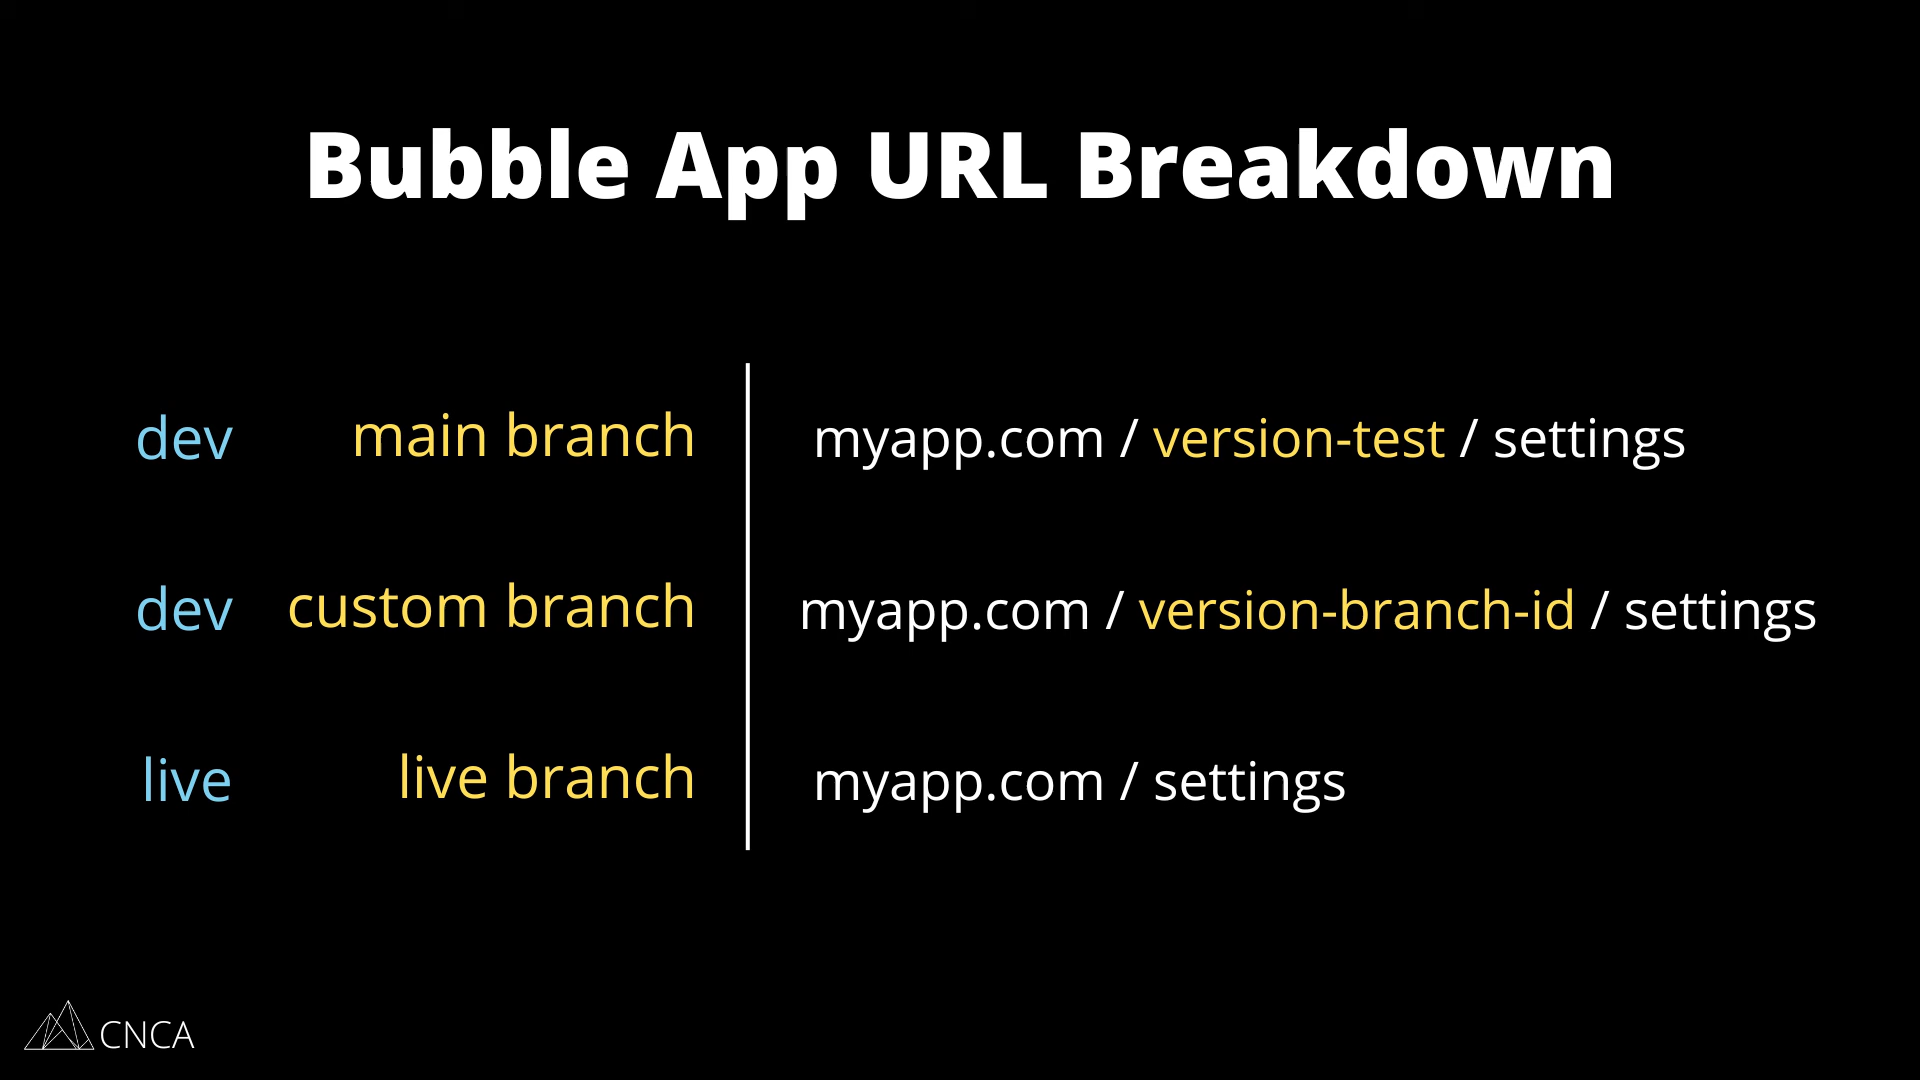 Bubble App URL Breakdown
dev main branch myapp.com / version-test / settings
dev custom branch myapp.com / version-branch-id / settings
live live branch myapp.com / settings
CNCA